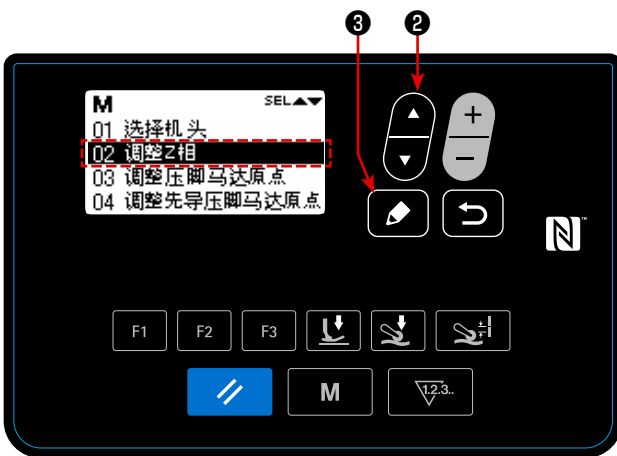 ❸ ❷
M SEL▲▼
01 选择机头
02 调整Z相
03 调整压脚马达原点
04 调整先导压脚马达原点
+
−
N™
F1 F2 F3
M 1.2.3..